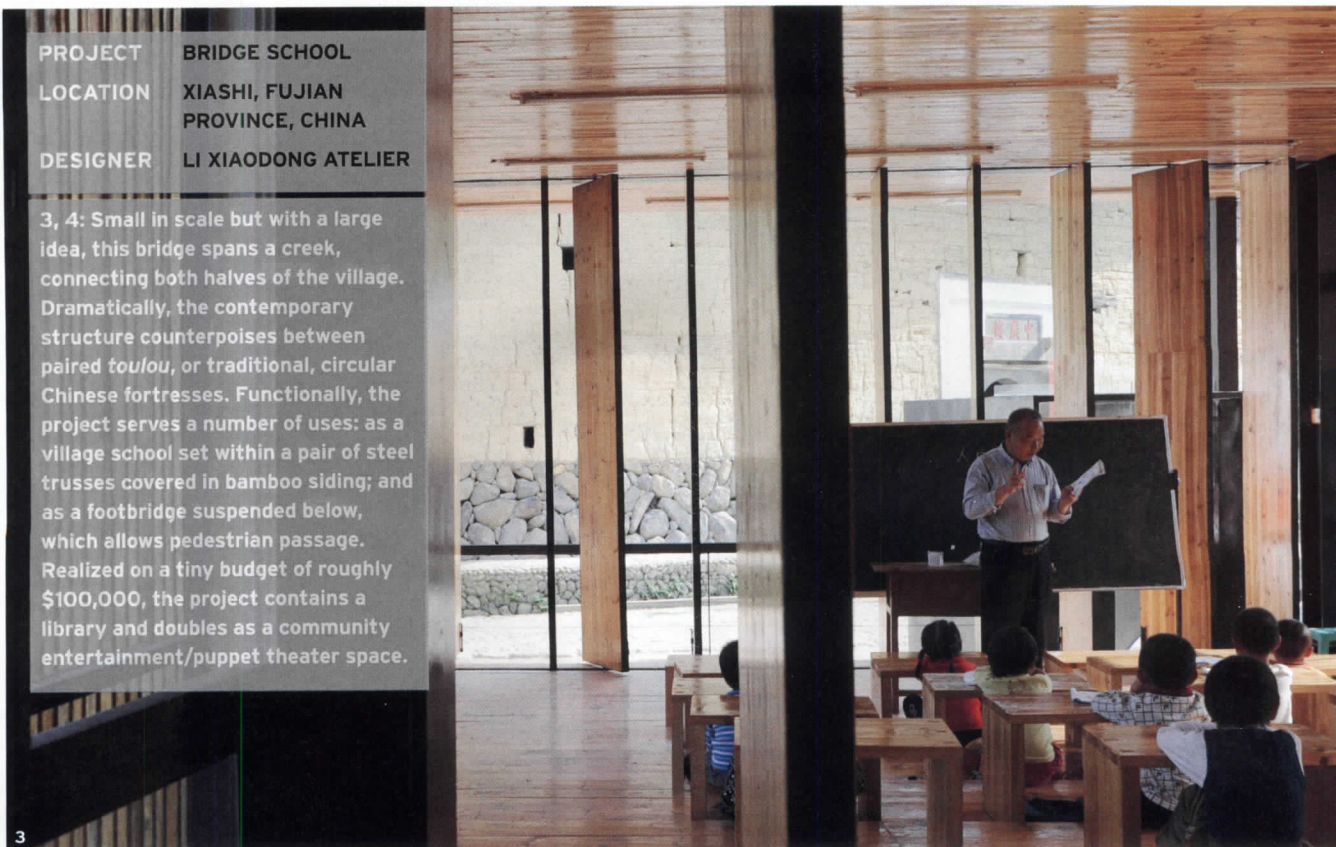 PROJECT BRIDGE SCHOOL
LOCATION XIASHI, FUJIAN
PROVINCE, CHINA
DESIGNER LI XIAODONG ATELIER
3, 4: Small in scale but with a large
idea, this bridge spans a creek,
connecting both halves of the village.
Dramatically, the contemporary
structure counterpoises between
paired toulou, or traditional, circular
Chinese fortresses. Functionally, the
project serves a number of uses: as a
village school set within a pair of steel
trusses covered in bamboo siding; and
as a footbridge suspended below,
which allows pedestrian passage.
Realized on a tiny budget of roughly
$100,000, the project contains a
library and doubles as a community
entertainment/puppet theater space.
3